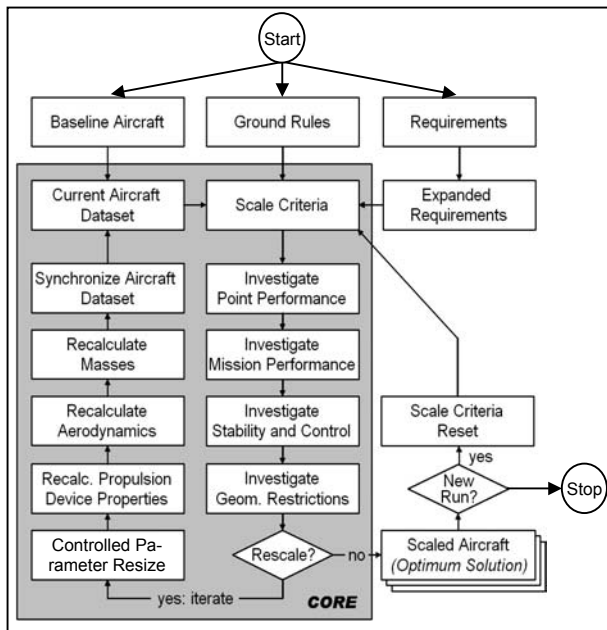 Start
Baseline Aircraft
Ground Rules
Requirements
Current Aircraft
Dataset
Scale Criteria
Expanded
Requirements
Synchronize Aircraft
Dataset
Investigate
Point Performance
Recalculate
Masses
Investigate
Mission Performance
Recalculate
Aerodynamics
Investigate
Stability and Control
Scale Criteria
Reset
Recalc. Propulsion
Device Properties
Investigate
Geom. Restrictions
yes
New
Run?
Stop
Controlled Pa-
rameter Resize
Rescale?
no
Scaled Aircraft
(Optimum Solution)
yes: iterate
CORE